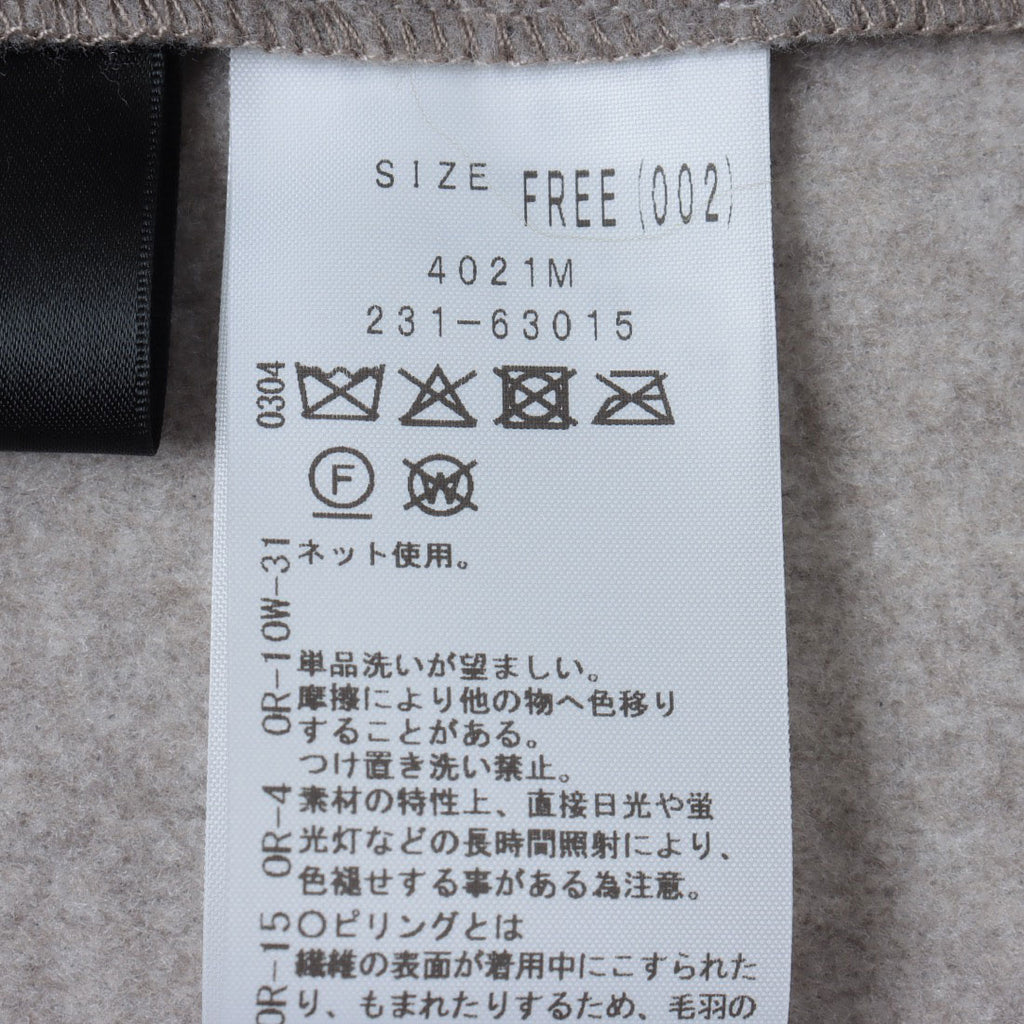 SIZE FREE(002)
4021M
231-63015
0304
F
W
ネット使用。
単品洗いが望ましい。
摩擦により他の物へ色移り
することがある。
つけ置き洗い禁止。
素材の特性上、直接日光や蛍
光灯などの長時間照射により、
色褪せする事がある為注意。
〇ピリングとは
繊維の表面が着用中にこすられた
り、もまれたりするため、毛羽の
OR-10W-31
OR-4
OR-15